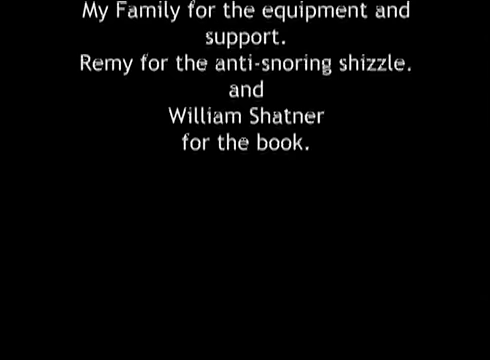 My Family for the equipment and
support.
Remy for the anti-snoring shizzle.
and
William Shatner
for the book.